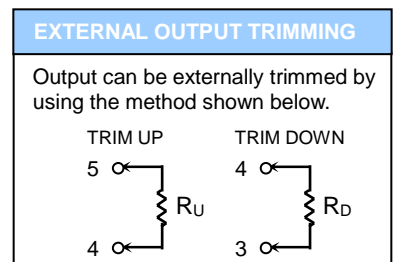 EXTERNAL OUTPUT TRIMMING
Output can be externally trimmed by
using the method shown below.
TRIM UP TRIM DOWN
5 4
RU RD
4 3